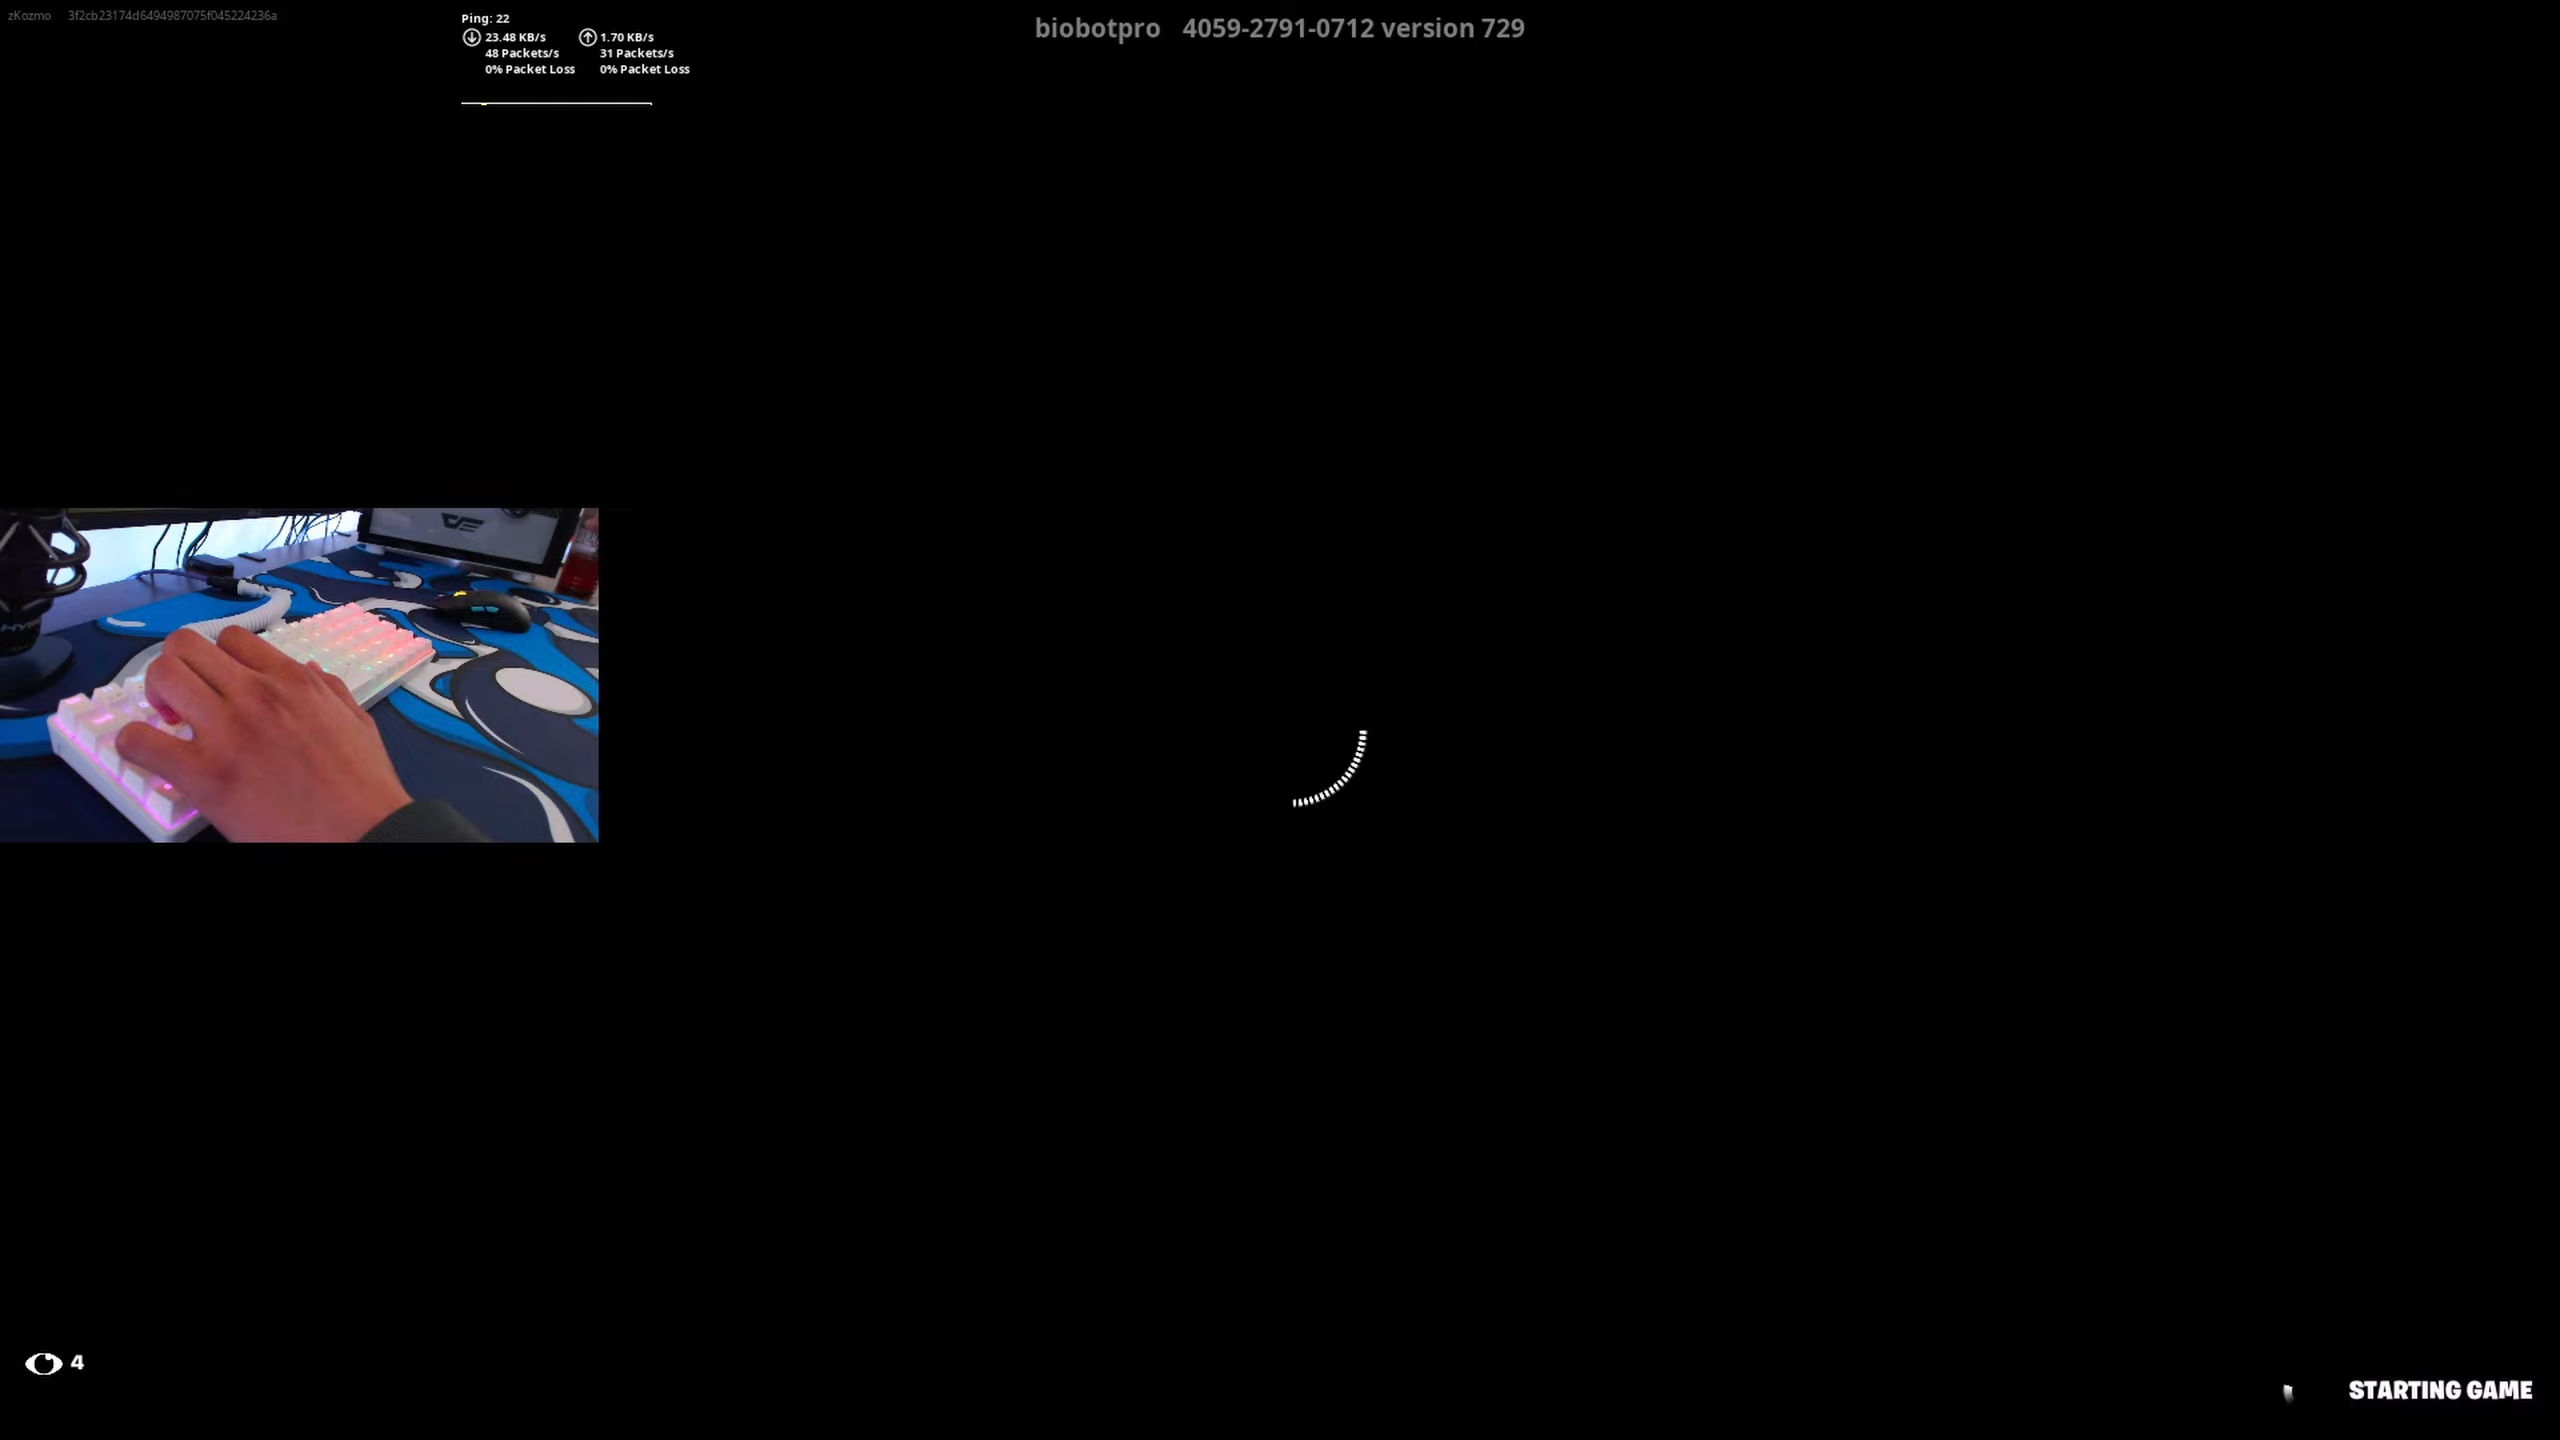 zKozmo 3f2cb23174d6494987075f045224236a
Ping: 22
23.48 KB/s 1.70 KB/s
48 Packets/s 31 Packets/s
0% Packet Loss 0% Packet Loss
biobotpro 4059-2791-0712 version 729
HYP
4
STARTING GAME